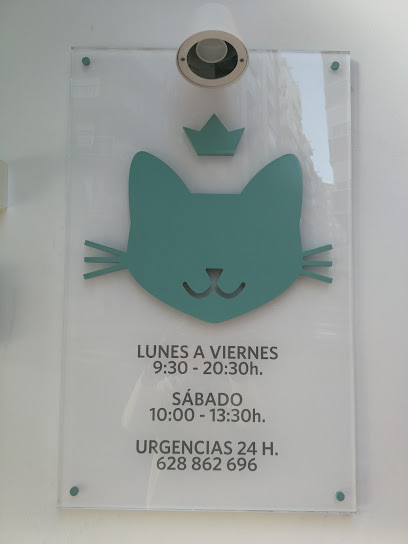 LUNES A VIERNES
9:30 - 20:30h.
SÁBADO
10:00 - 13:30h.
URGENCIAS 24 H.
628 862 696